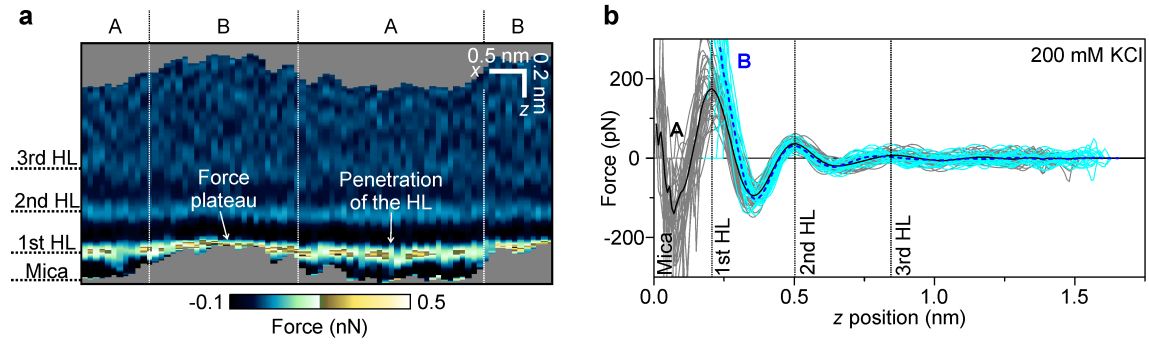 a
A B A B
0.5 nm
0.2 nm
x
z
3rd HL
2nd HL
1st HL
Mica
Force
plateau
Penetration
of the HL
-0.1 0.5
Force (nN)
b
200 mM KCl
B
A
200
0
-200
Force (pN)
Mica
1st HL
2nd HL
3rd HL
0.0 0.5 1.0 1.5
z position (nm)